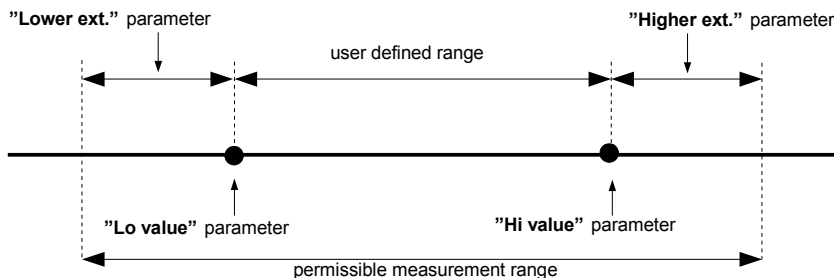 ”Lower ext.” parameter
”Higher ext.” parameter
user defined range
”Lo value” parameter
”Hi value” parameter
permissible measurement range